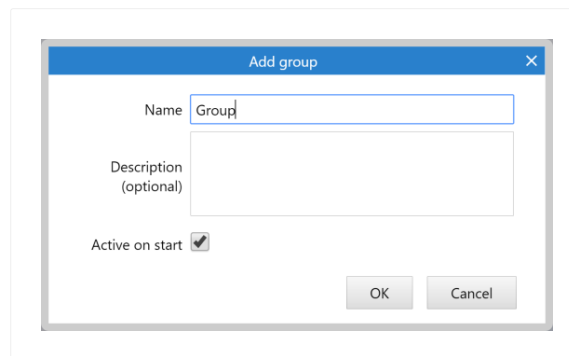 Add group
Name Group
Description
(optional)
Active on start
OK Cancel